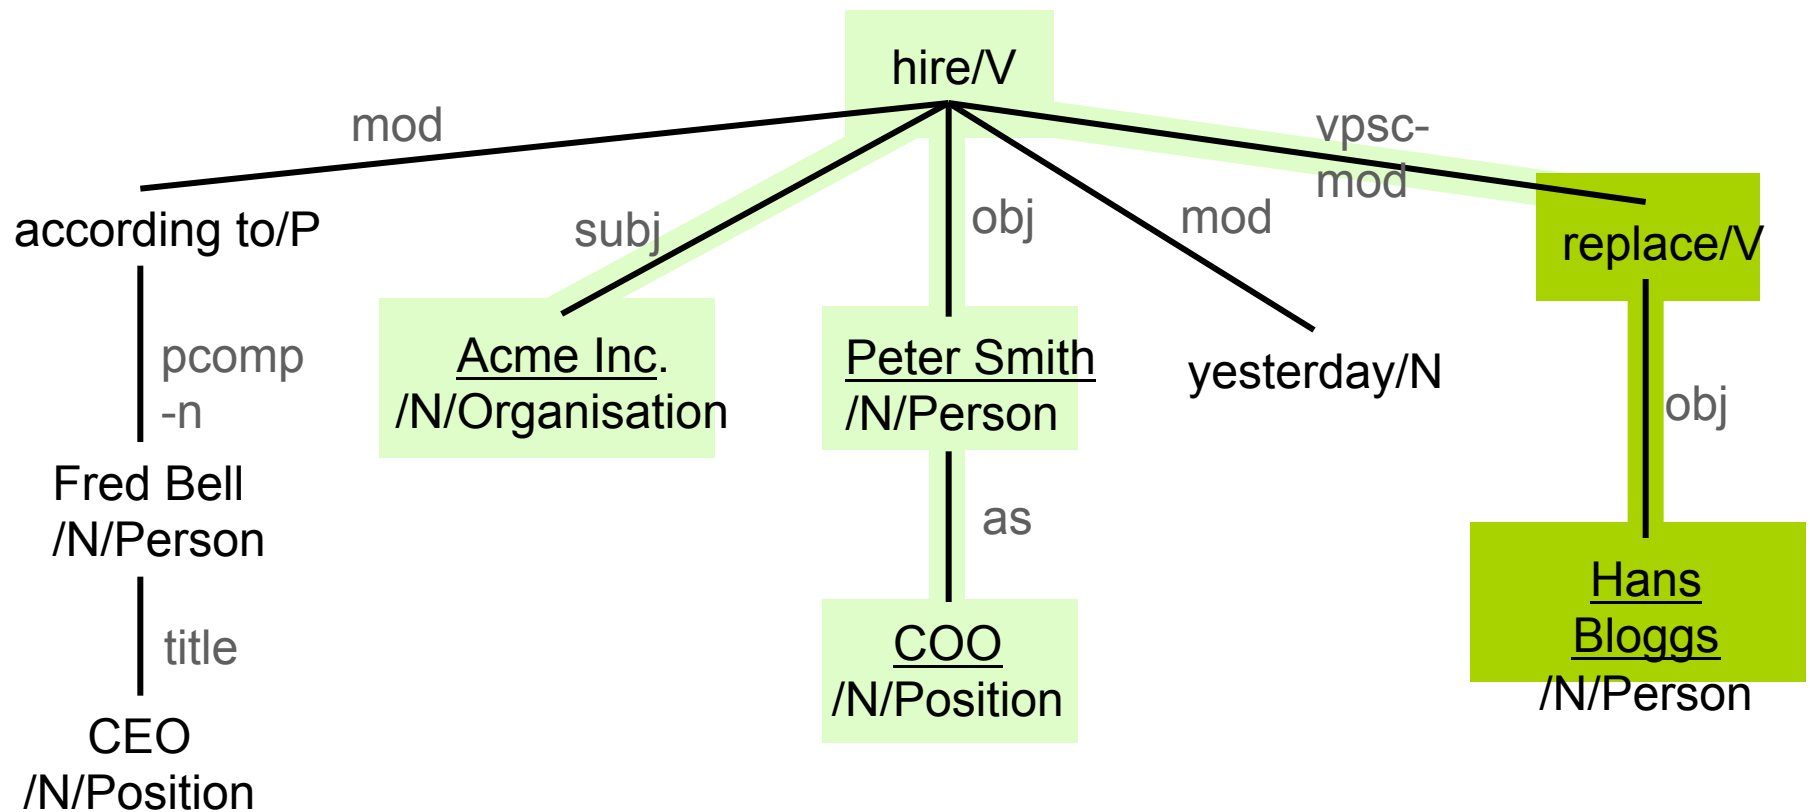 hire/V
mod
vpsc-
mod
according to/P
subj
obj
mod
replace/V
pcomp
-n
Acme Inc.
/N/Organisation
Peter Smith
/N/Person
yesterday/N
obj
Fred Bell
/N/Person
as
Hans
Bloggs
/N/Person
title
COO
/N/Position
CEO
/N/Position